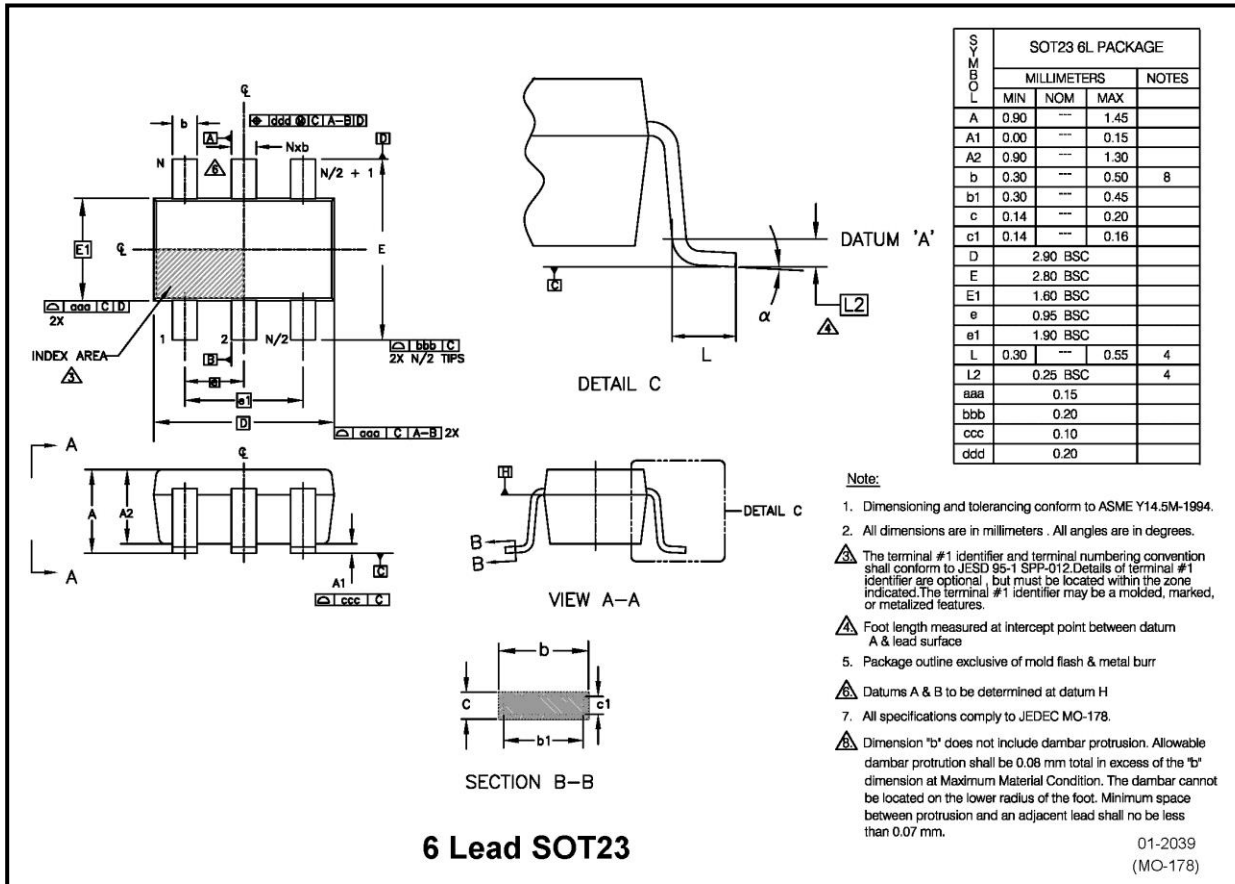 SYMBOL
SOT23 6L PACKAGE
MILLIMETERS NOTES
MIN NOM MAX
A 0.90 --- 1.45
A1 0.00 --- 0.15
A2 0.90 --- 1.30
b 0.30 --- 0.50 8
b1 0.30 --- 0.45
c 0.14 --- 0.20
c1 0.14 --- 0.16
D 2.90 BSC
E 2.80 BSC
E1 1.60 BSC
e 0.95 BSC
e1 1.90 BSC
L 0.30 --- 0.55 4
L2 0.25 BSC 4
aaa 0.15
bbb 0.20
ccc 0.10
ddd 0.20
℄
b
A
⌖ ddd Ⓜ C A-B D
D
N
6
Nxb
N/2 + 1
E1
℄
E
aaa C D
2X
1
2
N/2
bbb C
2X N/2 TIPS
INDEX AREA
3
B
e
e1
D
aaa C A-B 2X
DATUM 'A'
C
α
L2
4
L
DETAIL C
A
A
℄
A
A2
A1
C
ccc C
H
B
B
DETAIL C
VIEW A-A
b
C
c1
b1
SECTION B-B
6 Lead SOT23
Note:
1. Dimensioning and tolerancing conform to ASME Y14.5M-1994.
2. All dimensions are in millimeters . All angles are in degrees.
3. The terminal #1 identifier and terminal numbering convention
shall conform to JESD 95-1 SPP-012.Details of terminal #1
identifier are optional , but must be located within the zone
indicated.The terminal #1 identifier may be a molded, marked,
or metalized features.
4. Foot length measured at intercept point between datum
A & lead surface
5. Package outline exclusive of mold flash & metal burr
6. Datums A & B to be determined at datum H
7. All specifications comply to JEDEC MO-178.
8. Dimension "b" does not include dambar protrusion. Allowable
dambar protrution shall be 0.08 mm total in excess of the "b"
dimension at Maximum Material Condition. The dambar cannot
be located on the lower radius of the foot. Minimum space
between protrusion and an adjacent lead shall no be less
than 0.07 mm.
01-2039
(MO-178)